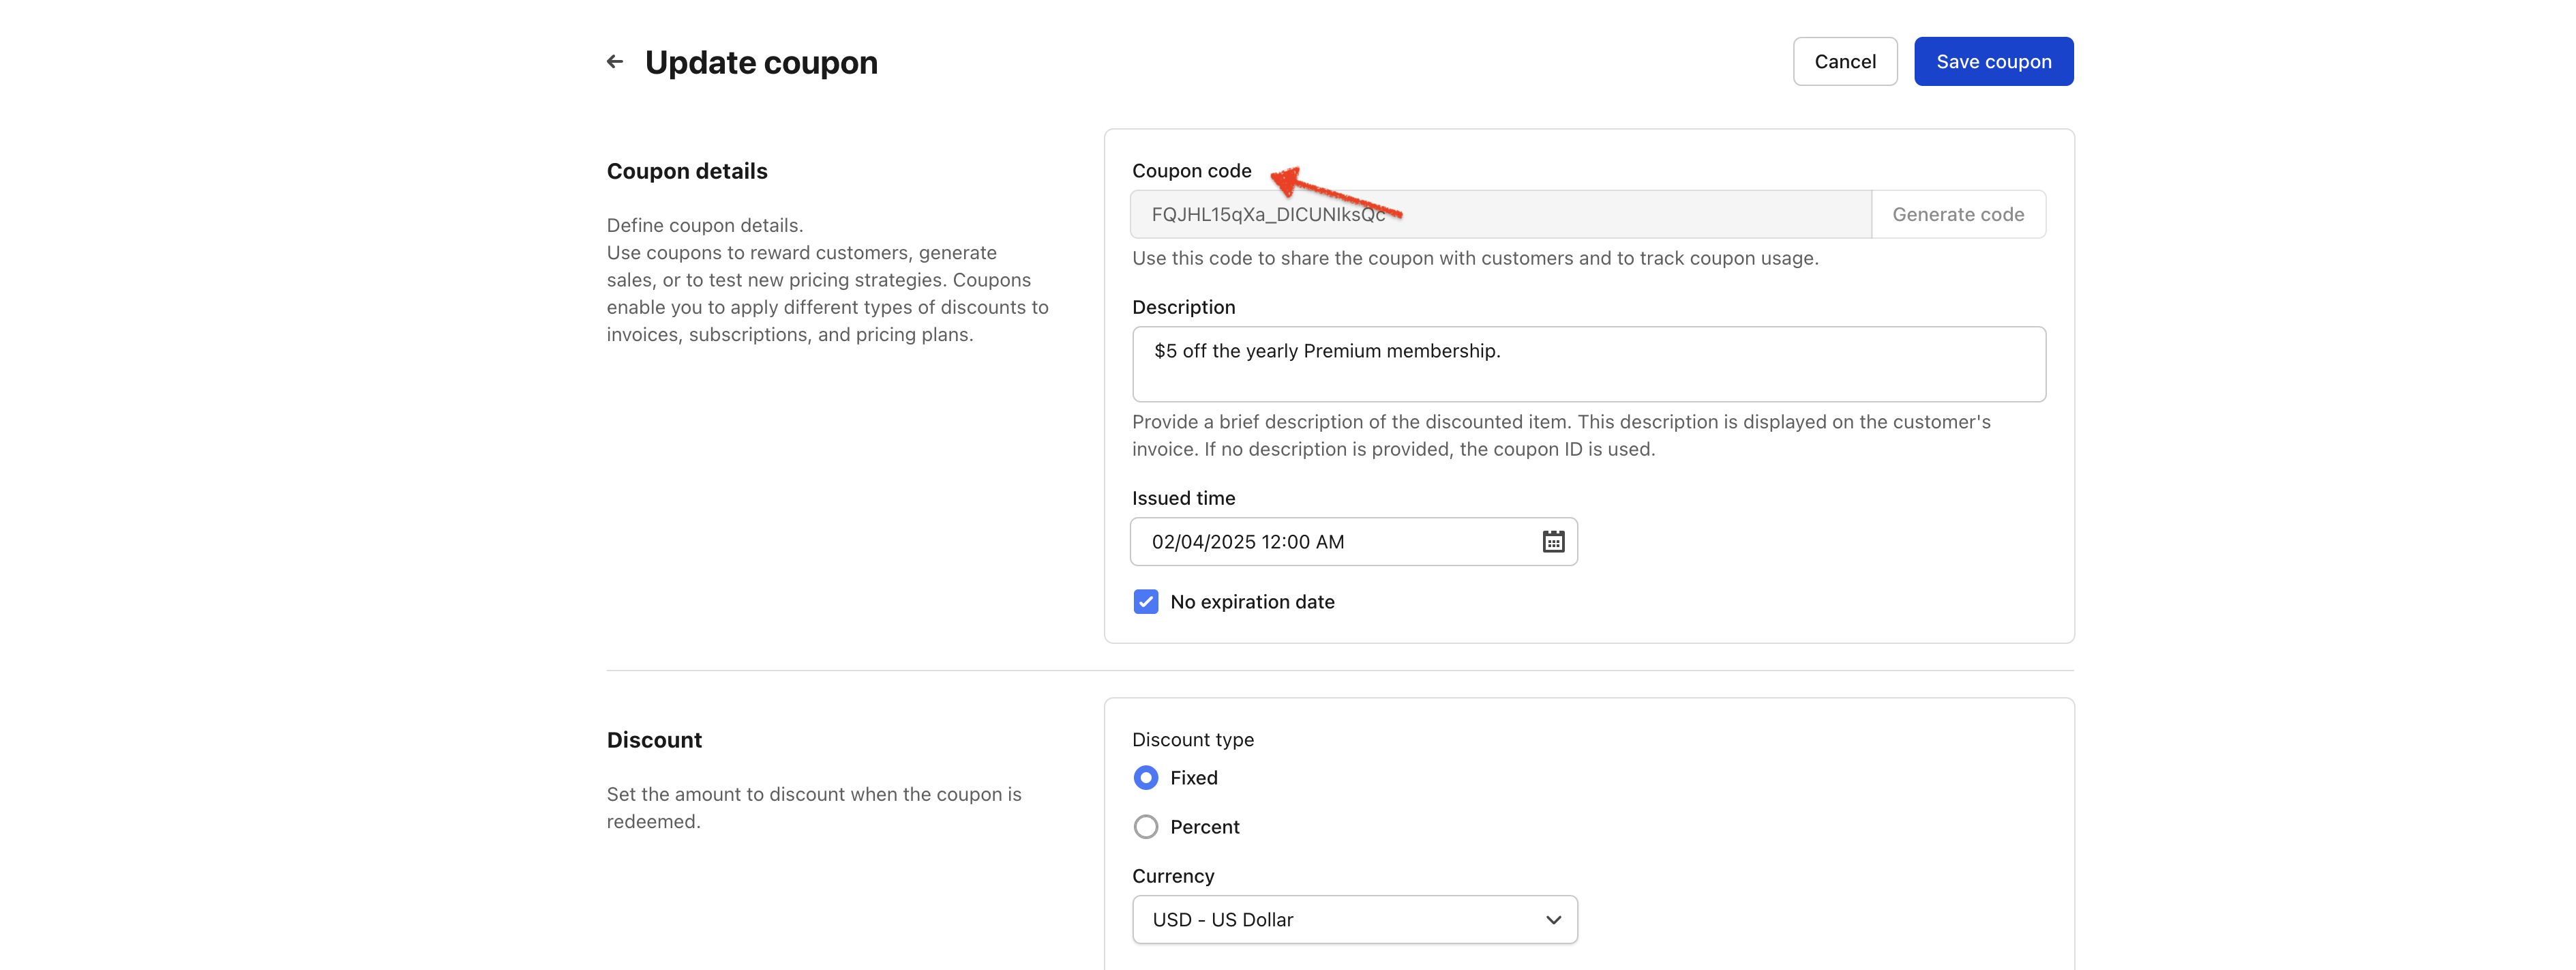 Update coupon
Cancel
Save coupon
Coupon details
Define coupon details.
Use coupons to reward customers, generate
sales, or to test new pricing strategies. Coupons
enable you to apply different types of discounts to
invoices, subscriptions, and pricing plans.
Coupon code
FQJHL15qXa_DICUNIksQc
Generate code
Use this code to share the coupon with customers and to track coupon usage.
Description
$5 off the yearly Premium membership.
Provide a brief description of the discounted item. This description is displayed on the customer's
invoice. If no description is provided, the coupon ID is used.
Issued time
02/04/2025 12:00 AM
No expiration date
Discount
Set the amount to discount when the coupon is
redeemed.
Discount type
Fixed
Percent
Currency
USD - US Dollar